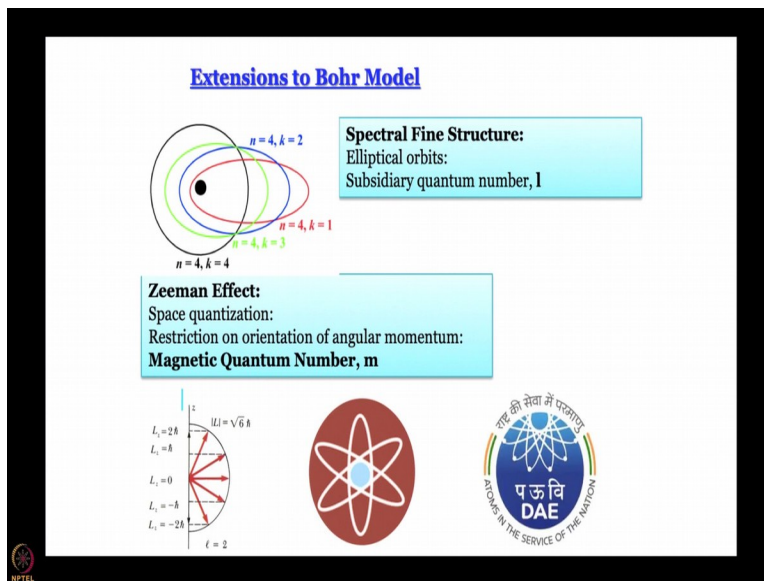 Extensions to Bohr Model
n = 4, k = 2
n = 4, k = 1
n = 4, k = 3
n = 4, k = 4
Spectral Fine Structure:
Elliptical orbits:
Subsidiary quantum number, l
Zeeman Effect:
Space quantization:
Restriction on orientation of angular momentum:
Magnetic Quantum Number, m
z
|L| = √6 ℏ
L_z = 2ℏ
L_z = ℏ
L_z = 0
L_z = −ℏ
L_z = −2ℏ
ℓ = 2
राष्ट्र की सेवा में परमाणु
प ऊ वि
DAE
ATOMS IN THE SERVICE OF THE NATION
NPTEL